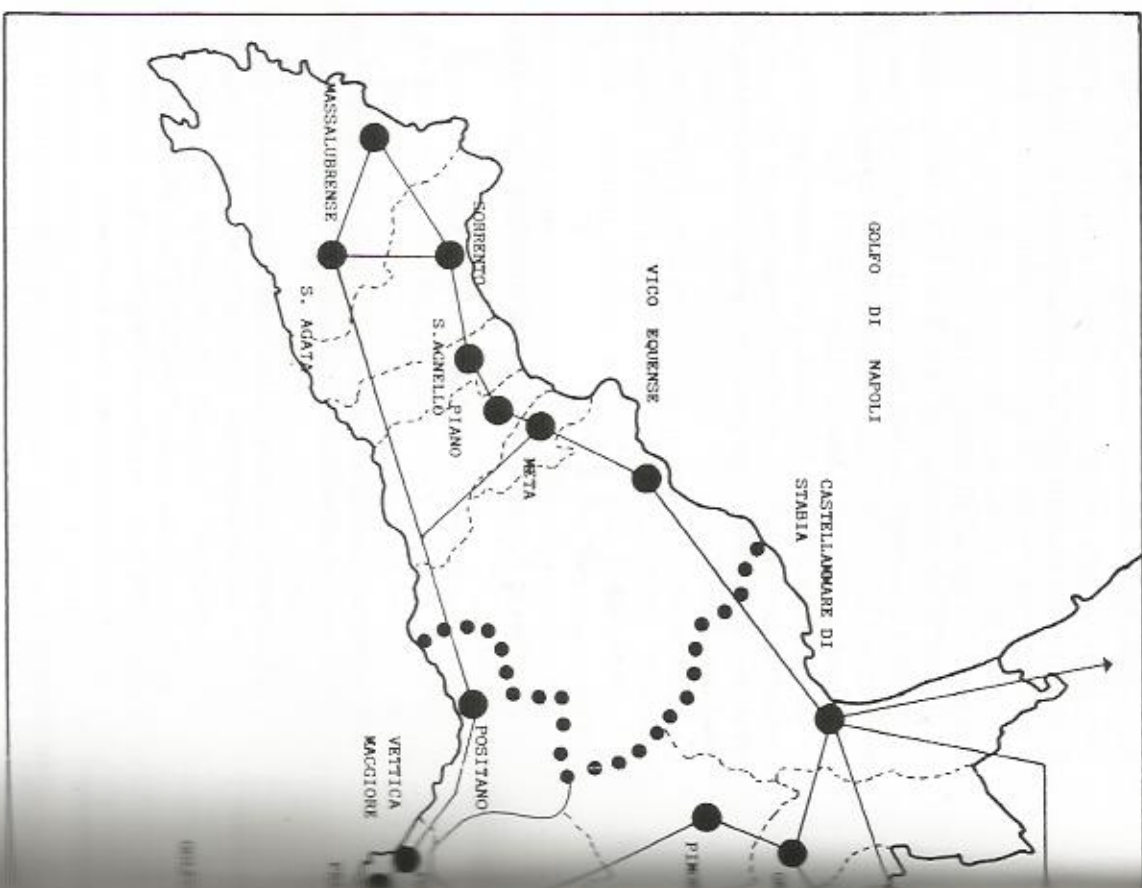 GOLFO DI NAPOLI
CASTELLAMMARE DI
STABIA
VICO EQUENSE
SORRENTO
MASSALUBRENSE
S. AGATA
S. AGNELLO
PIANO
META
POSITANO
VETTICA
MAGGIORE